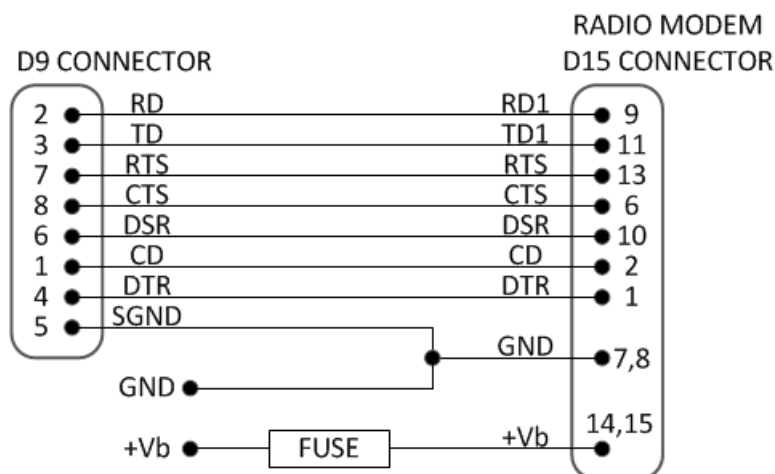 RADIO MODEM
D9 CONNECTOR D15 CONNECTOR
2 RD RD1 9
3 TD TD1 11
7 RTS RTS 13
8 CTS CTS 6
6 DSR DSR 10
1 CD CD 2
4 DTR DTR 1
5 SGND
GND 7,8
GND
14,15
+Vb FUSE +Vb